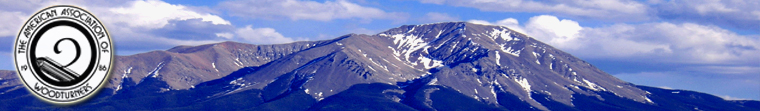 THE AMERICAN ASSOCIATION OF
19 86
WOODTURNERS